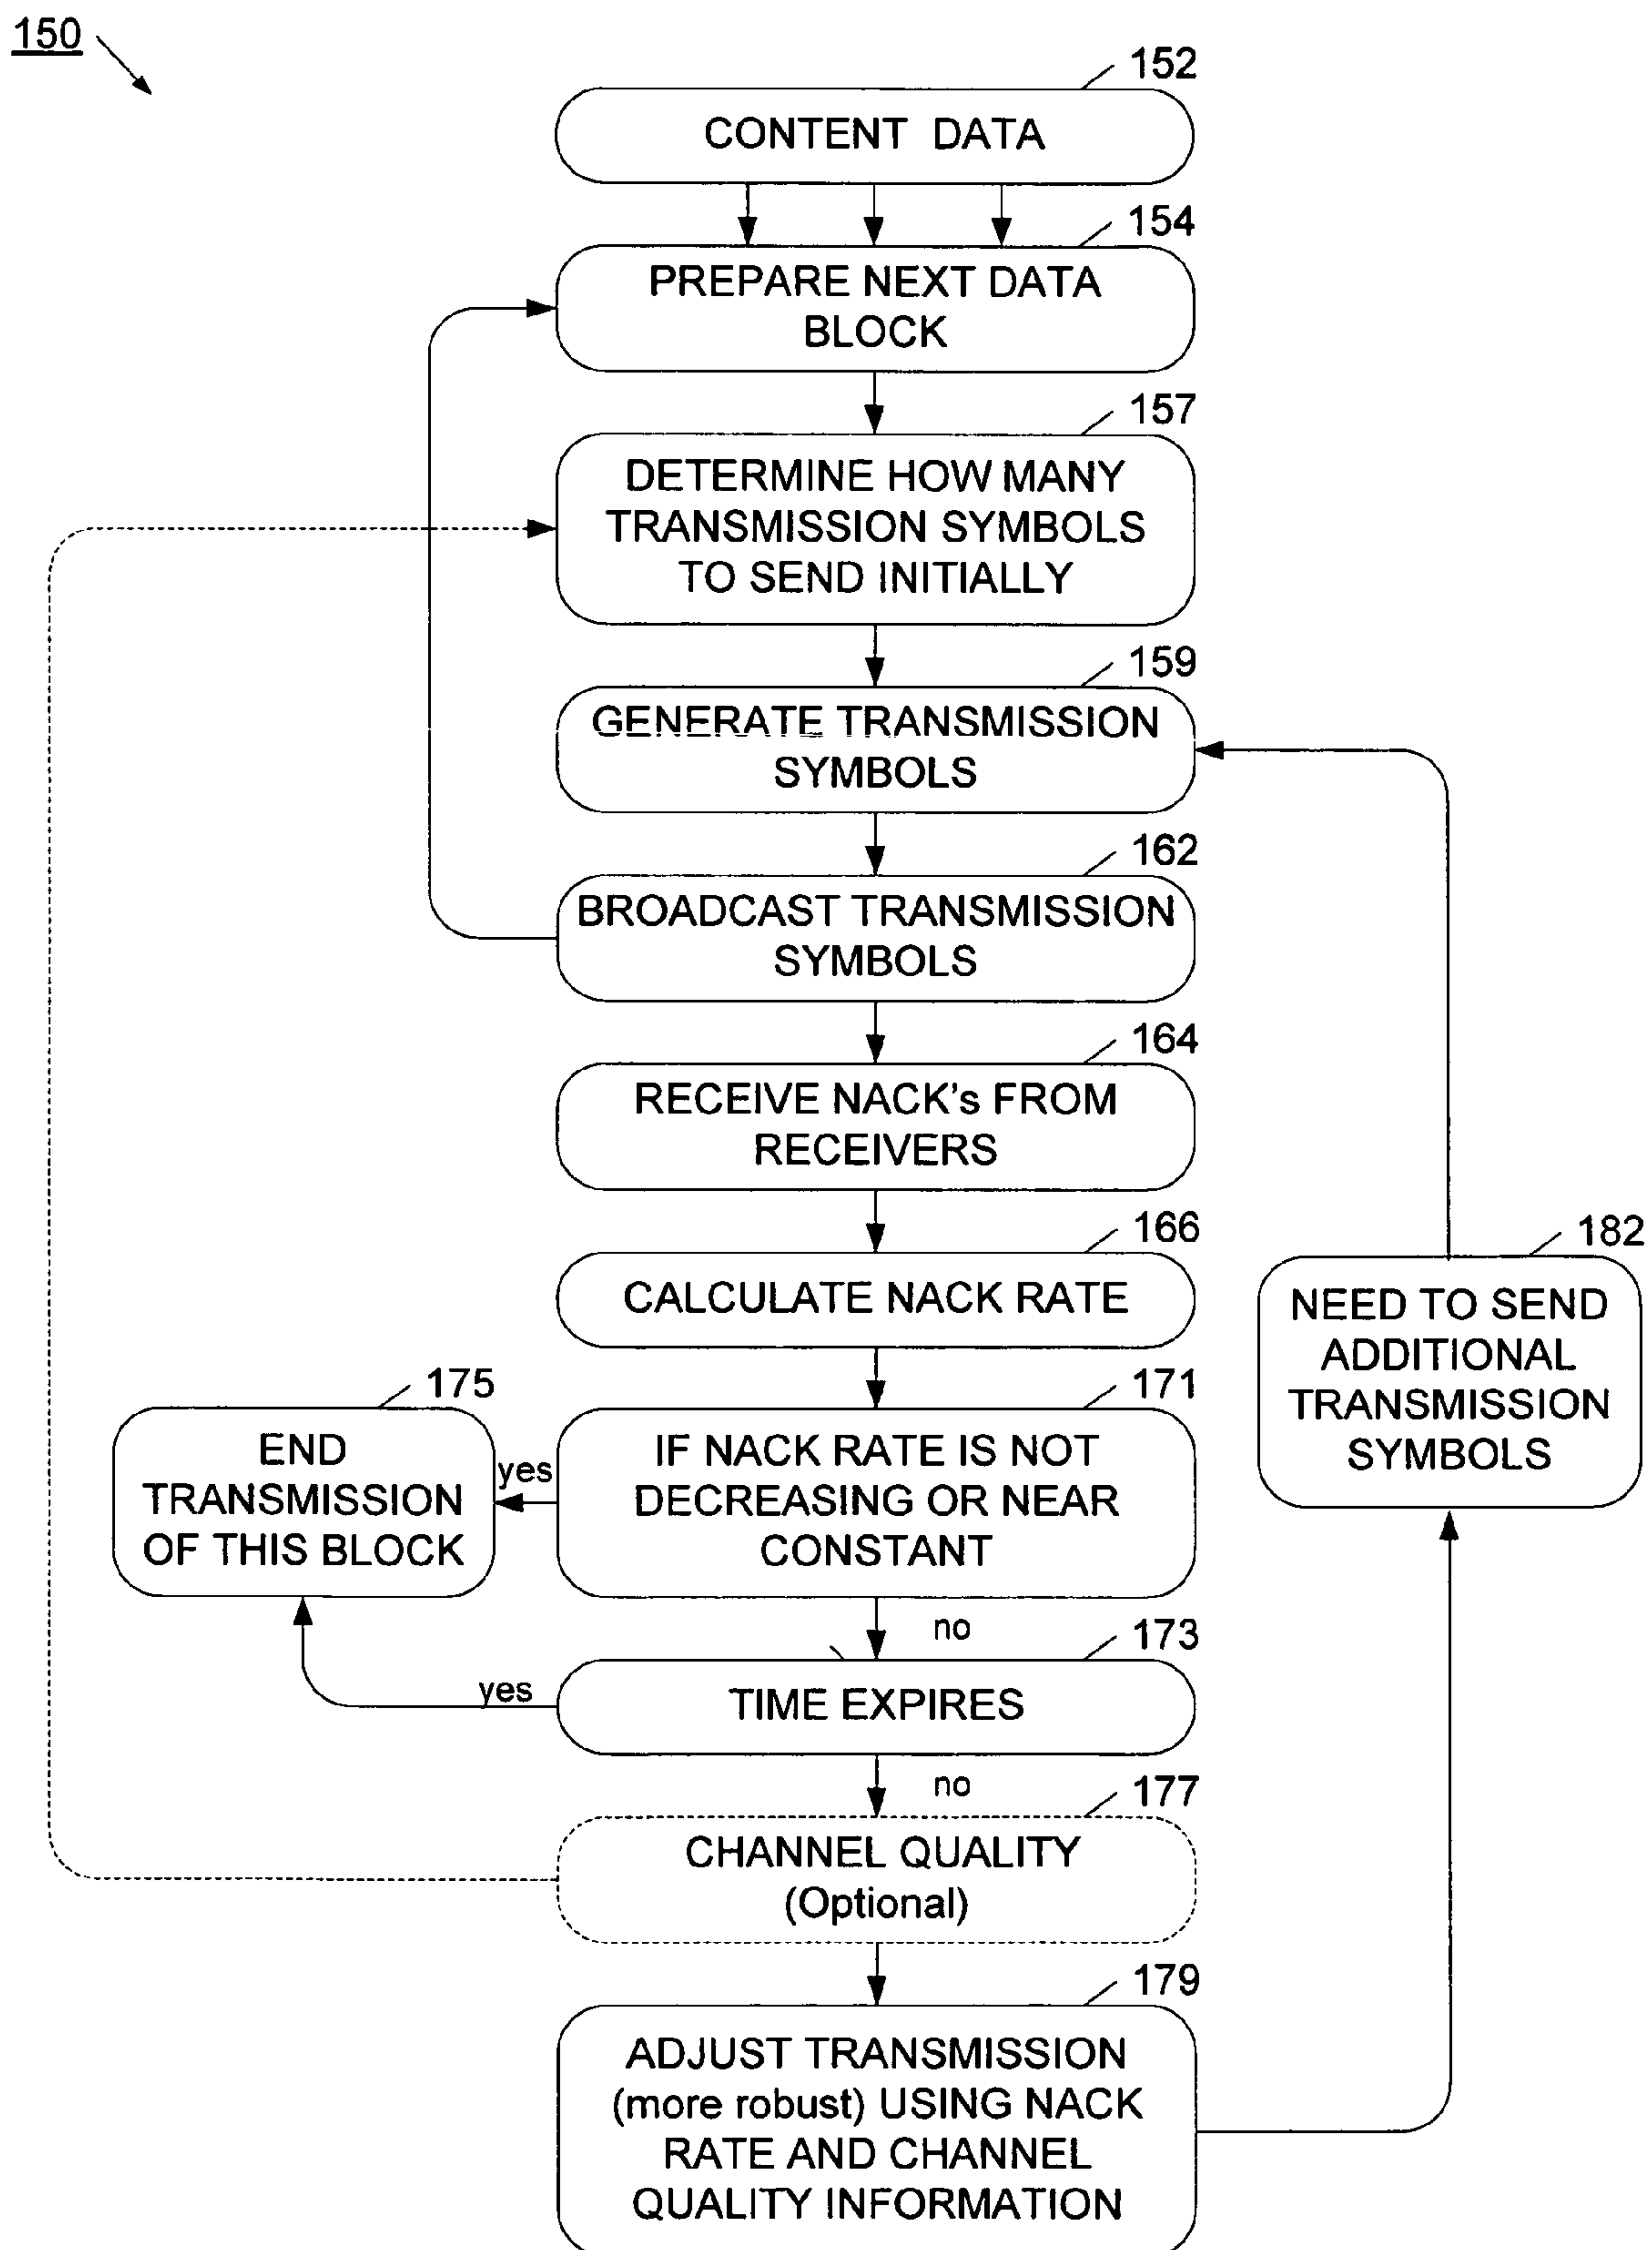 150
152
CONTENT DATA
154
PREPARE NEXT DATA
BLOCK
157
DETERMINE HOW MANY
TRANSMISSION SYMBOLS
TO SEND INITIALLY
159
GENERATE TRANSMISSION
SYMBOLS
162
BROADCAST TRANSMISSION
SYMBOLS
164
RECEIVE NACK's FROM
RECEIVERS
166
CALCULATE NACK RATE
182
NEED TO SEND
ADDITIONAL
TRANSMISSION
SYMBOLS
175
END
TRANSMISSION
OF THIS BLOCK
yes
171
IF NACK RATE IS NOT
DECREASING OR NEAR
CONSTANT
no
173
yes
TIME EXPIRES
no
177
CHANNEL QUALITY
(Optional)
179
ADJUST TRANSMISSION
(more robust) USING NACK
RATE AND CHANNEL
QUALITY INFORMATION